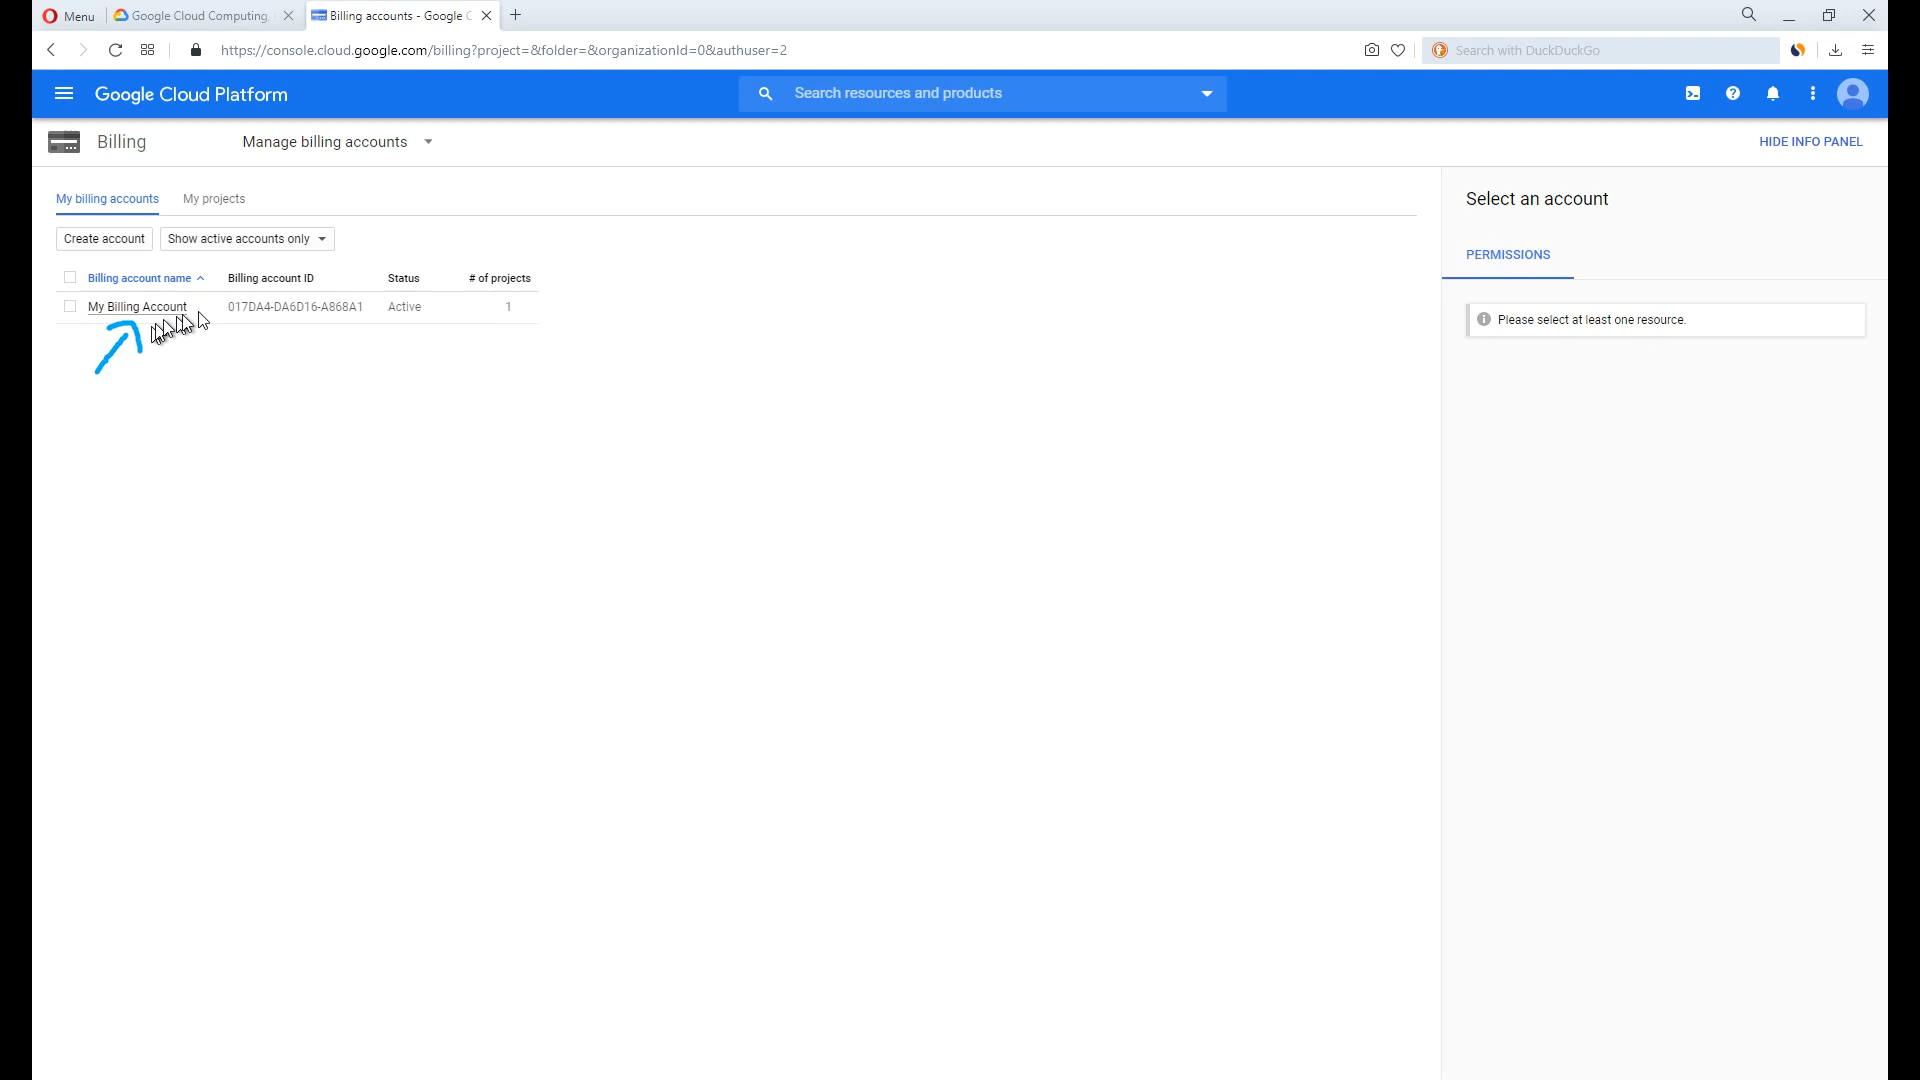 Menu
Google Cloud Computing,
Billing accounts - Google C
https://console.cloud.google.com/billing?project=&folder=&organizationId=0&authuser=2
Search with DuckDuckGo
Google Cloud Platform
Search resources and products
Billing
Manage billing accounts
HIDE INFO PANEL
My billing accounts
My projects
Create account
Show active accounts only
Billing account name
Billing account ID
Status
# of projects
My Billing Account
017DA4-DA6D16-A868A1
Active
1
Select an account
PERMISSIONS
Please select at least one resource.